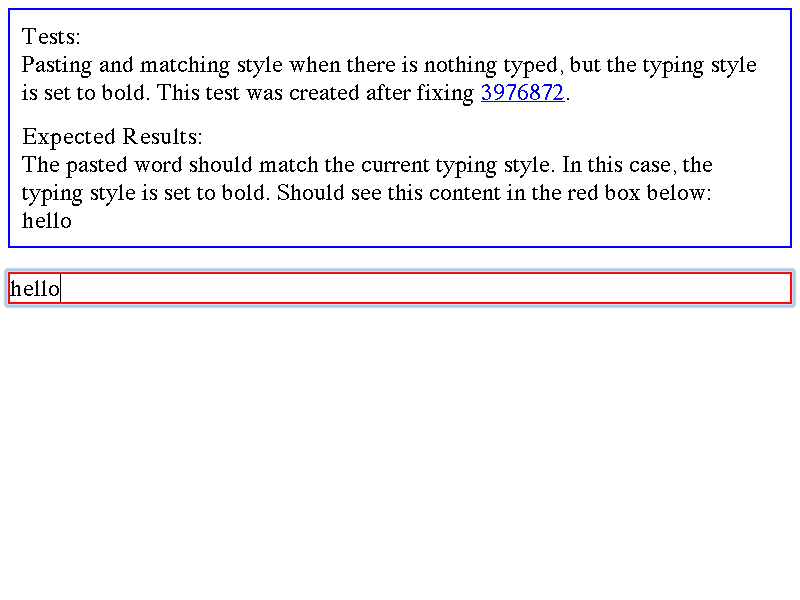 Tests:
Pasting and matching style when there is nothing typed, but the typing style
is set to bold. This test was created after fixing 3976872.
Expected Results:
The pasted word should match the current typing style. In this case, the
typing style is set to bold. Should see this content in the red box below:
hello
hello